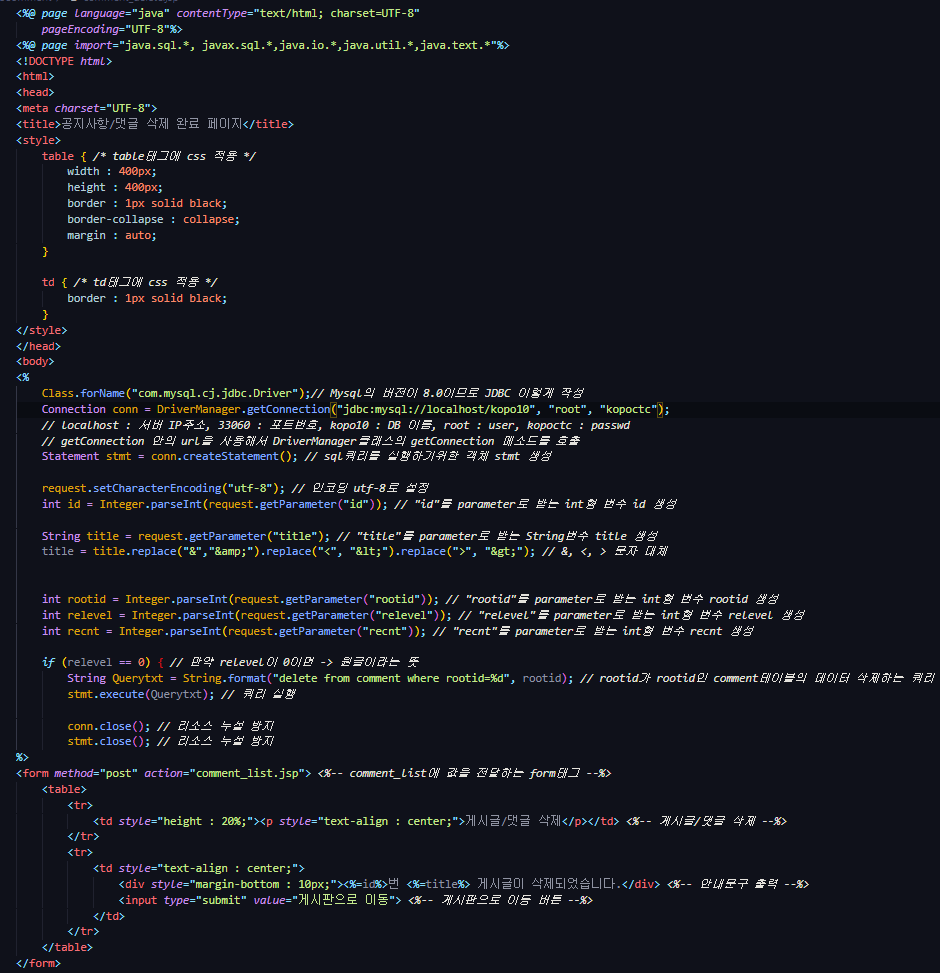 <%@ page language="java" contentType="text/html; charset=UTF-8"
pageEncoding="UTF-8"%>
<%@ page import="java.sql.*, javax.sql.*,java.io.*,java.util.*,java.text.*"%>
<!DOCTYPE html>
<html>
<head>
<meta charset="UTF-8">
<title>공지사항/댓글 삭제 완료 페이지</title>
<style>
table { /* table태그에 css 적용 */
width : 400px;
height : 400px;
border : 1px solid black;
border-collapse : collapse;
margin : auto;
}
td { /* td태그에 css 적용 */
border : 1px solid black;
}
</style>
</head>
<body>
<%
Class.forName("com.mysql.cj.jdbc.Driver");// Mysql의 버전이 8.0이므로 JDBC 이렇게 작성
Connection conn = DriverManager.getConnection("jdbc:mysql://localhost/kopo10", "root", "kopoctc");
// localhost : 서버 IP주소, 33060 : 포트번호, kopo10 : DB 이름, root : user, kopoctc : passwd
// getConnection 안의 url을 사용해서 DriverManager클래스의 getConnection 메소드를 호출
Statement stmt = conn.createStatement(); // sql쿼리를 실행하기위한 객체 stmt 생성
request.setCharacterEncoding("utf-8"); // 인코딩 utf-8로 설정
int id = Integer.parseInt(request.getParameter("id")); // "id"를 parameter로 받는 int형 변수 id 생성
String title = request.getParameter("title"); // "title"를 parameter로 받는 String변수 title 생성
title = title.replace("&","&amp;").replace("<", "&lt;").replace(">", "&gt;"); // &, <, > 문자 대체
int rootid = Integer.parseInt(request.getParameter("rootid")); // "rootid"를 parameter로 받는 int형 변수 rootid 생성
int relevel = Integer.parseInt(request.getParameter("relevel")); // "relevel"를 parameter로 받는 int형 변수 relevel 생성
int recnt = Integer.parseInt(request.getParameter("recnt")); // "recnt"를 parameter로 받는 int형 변수 recnt 생성
if (relevel == 0) { // 만약 relevel이 0이면 -> 원글이라는 뜻
String Querytxt = String.format("delete from comment where rootid=%d", rootid); // rootid가 rootid인 comment테이블의 데이터 삭제하는 쿼리
stmt.execute(Querytxt); // 쿼리 실행
conn.close(); // 리소스 누설 방지
stmt.close(); // 리소스 누설 방지
%>
<form method="post" action="comment_list.jsp"> <%-- comment_list에 값을 전달하는 form태그 --%>
<table>
<tr>
<td style="height : 20%;"><p style="text-align : center;">게시글/댓글 삭제</p></td> <%-- 게시글/댓글 삭제 --%>
</tr>
<tr>
<td style="text-align : center;">
<div style="margin-bottom : 10px;"><%=id%>번 <%=title%> 게시글이 삭제되었습니다.</div> <%-- 안내문구 출력 --%>
<input type="submit" value="게시판으로 이동"> <%-- 게시판으로 이동 버튼 --%>
</td>
</tr>
</table>
</form>